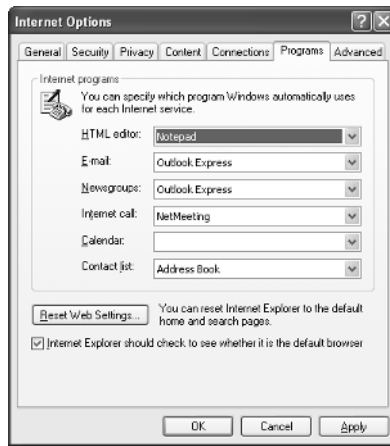 Internet Options
General Security Privacy Content Connections Programs Advanced
Internet programs
You can specify which program Windows automatically uses
for each Internet service.
HTML editor: Notepad
E-mail: Outlook Express
Newsgroups: Outlook Express
Internet call: NetMeeting
Calendar:
Contact list: Address Book
Reset Web Settings... You can reset Internet Explorer to the default
home and search pages.
Internet Explorer should check to see whether it is the default browser
OK Cancel Apply